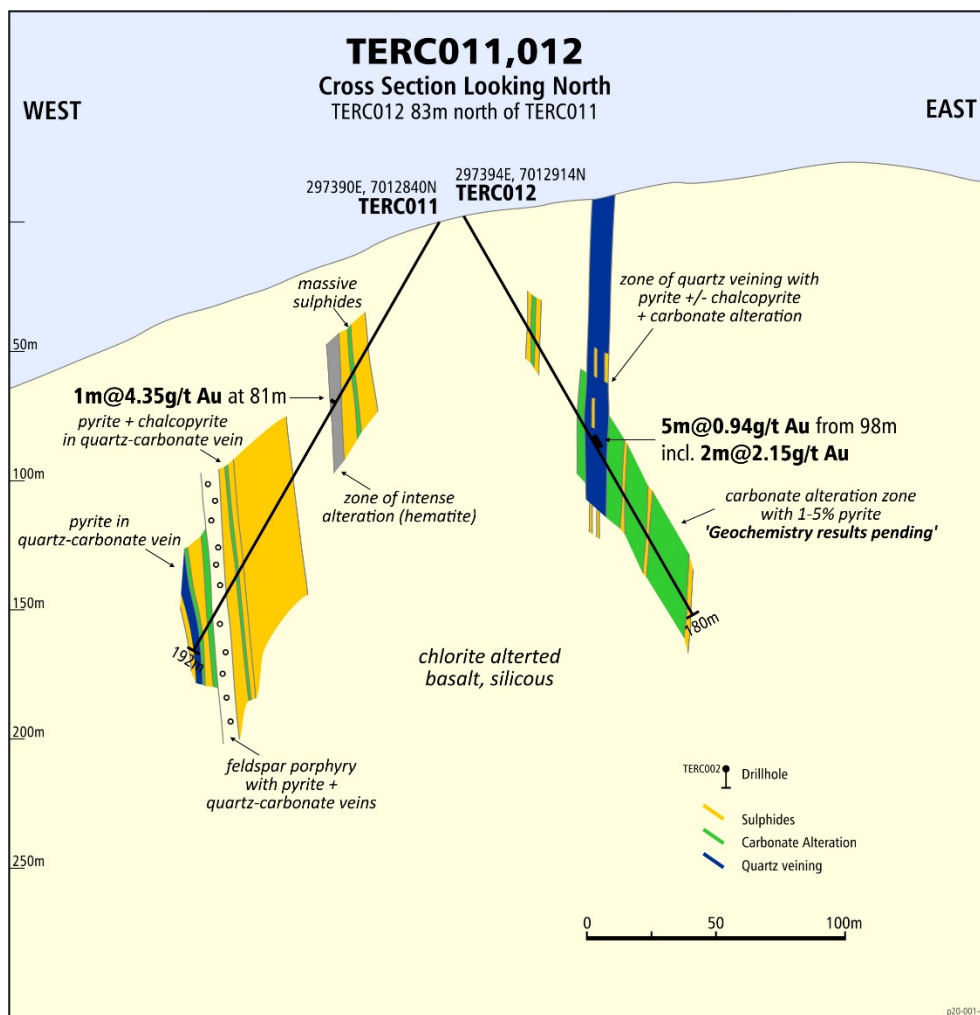 TERC011,012
Cross Section Looking North
TERC012 83m north of TERC011
WEST
EAST
297390E, 7012840N
TERC011
297394E, 7012914N
TERC012
massive
sulphides
zone of quartz veining with
pyrite +/- chalcopyrite
+ carbonate alteration
50m
1m@4.35g/t Au at 81m
pyrite + chalcopyrite
in quartz-carbonate vein
5m@0.94g/t Au from 98m
incl. 2m@2.15g/t Au
100m
zone of intense
alteration (hematite)
carbonate alteration zone
with 1-5% pyrite
'Geochemistry results pending'
pyrite in
quartz-carbonate vein
150m
192m
180m
chlorite alterted
basalt, silicous
200m
feldspar porphyry
with pyrite +
quartz-carbonate veins
TERC002
Drillhole
Sulphides
Carbonate Alteration
Quartz veining
250m
0 50 100m